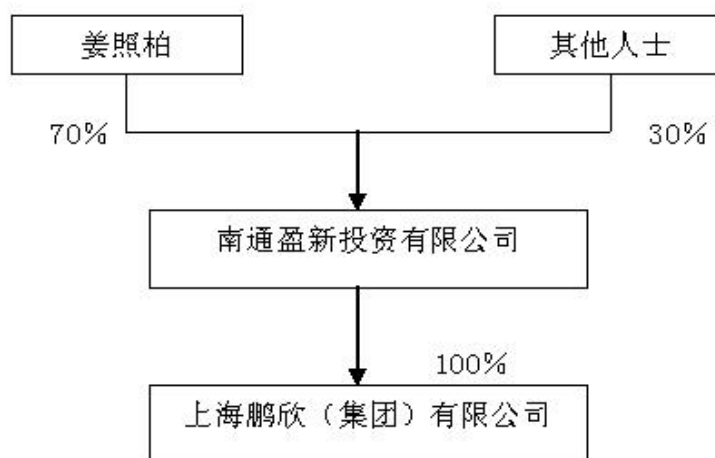 姜照柏
其他人士
70%
30%
南通盈新投资有限公司
100%
上海鹏欣（集团）有限公司